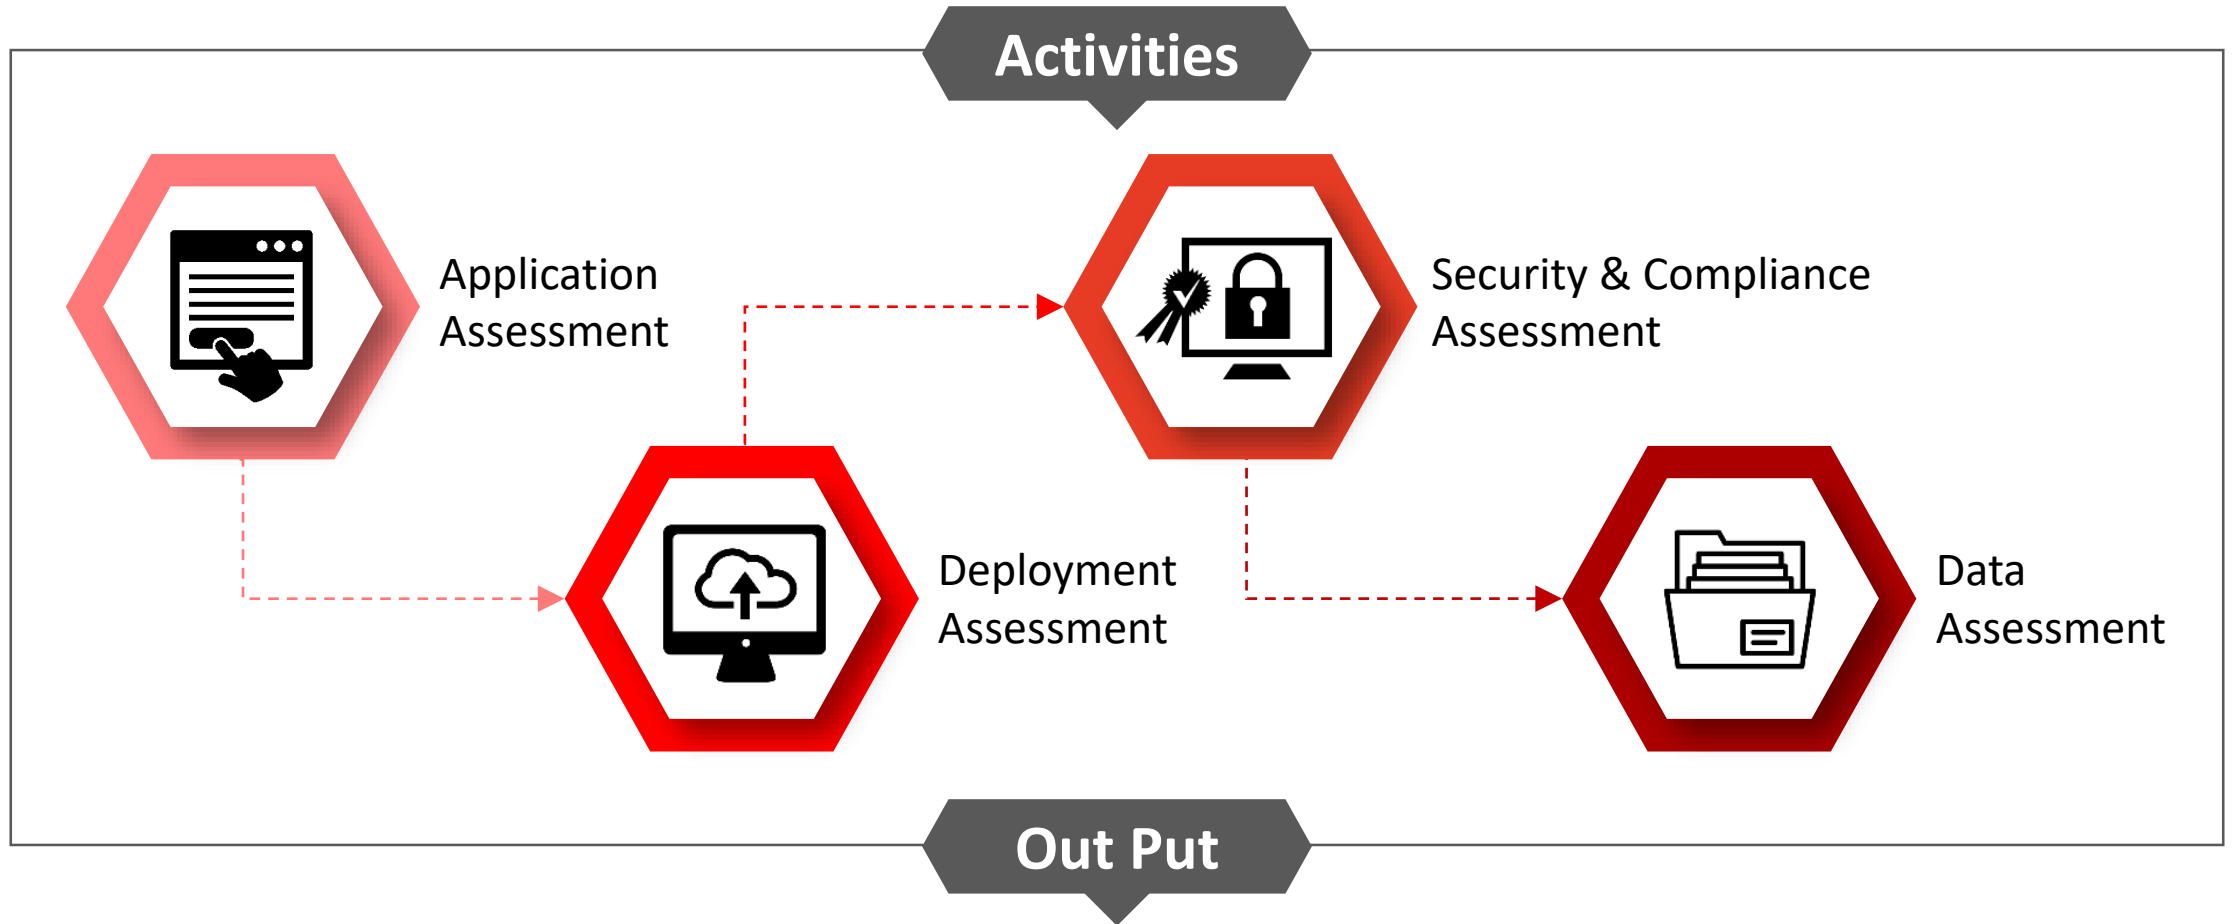 Activities
Application
Assessment
Security & Compliance
Assessment
Deployment
Assessment
Data
Assessment
Out Put